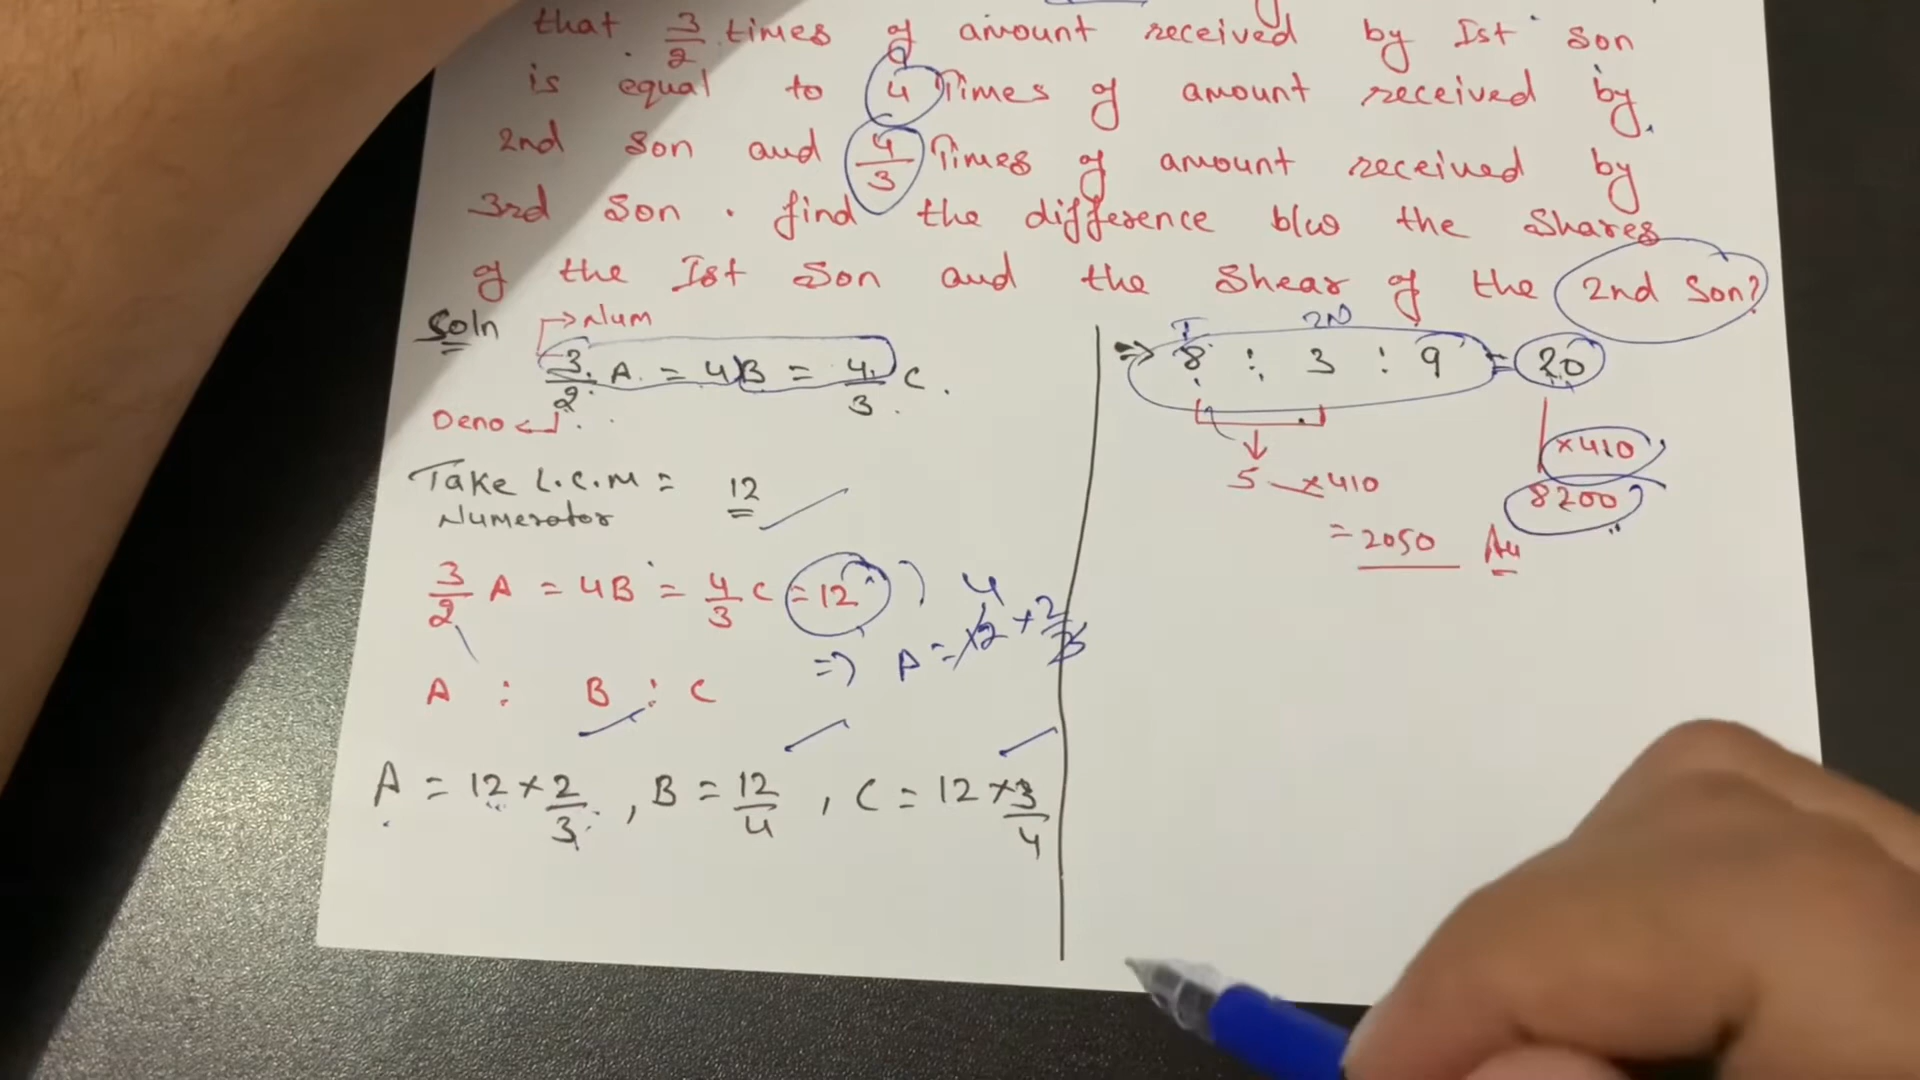 that 3/2 times of amount received by Ist son
is equal to 4 Times of amount received by
2nd son and 4/3 Times of amount received by
3rd son. find the difference b/w the shares
of the Ist son and the shear of the 2nd son?
Soln
→ Num
3/2 A = 4B = 4/3 C.
Deno
Take L.C.M = 12
Numerator
3/2 A = 4B = 4/3 C = 12
A : B : C
4
⇒ A = 12 × 2/3
A = 12 × 2/3, B = 12/4, C = 12 × 3/4
I 2ND
⇒ 8 : 3 : 9 = 20
×410
5 ×410
8200
= 2050